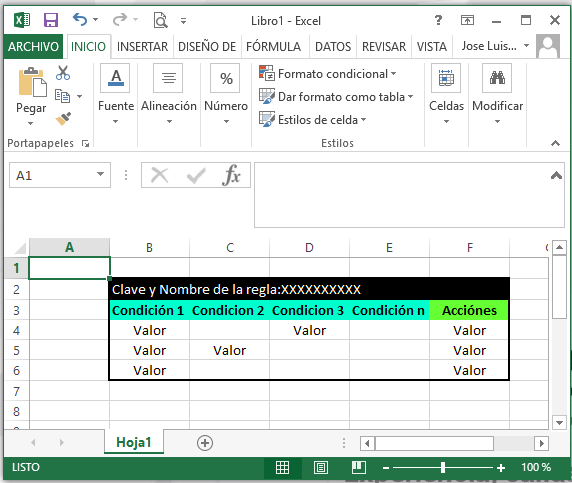 Libro1 - Excel
ARCHIVO INICIO INSERTAR DISEÑO DE FÓRMULA DATOS REVISAR VISTA Jose Luis...
Pegar
Portapapeles
Fuente
Alineación
%
Número
Formato condicional
Dar formato como tabla
Estilos de celda
Estilos
Celdas
Modificar
A1 fx
A B C D E F
1
2 Clave y Nombre de la regla:XXXXXXXXXX
3 Condición 1 Condicion 2 Condicion 3 Condición n Acciónes
4 Valor Valor Valor
5 Valor Valor Valor
6 Valor Valor
7
8
Hoja1
LISTO 100 %